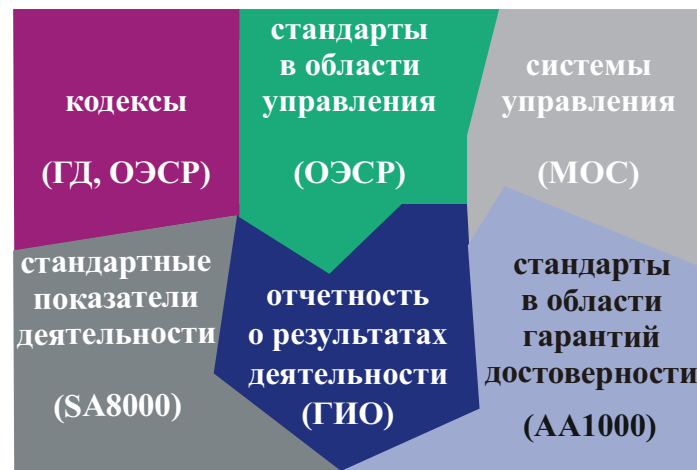 кодексы
(ГД, ОЭСР)
стандарты
в области
управления
(ОЭСР)
системы
управления
(МОС)
стандартные
показатели
деятельности
(SA8000)
отчетность
о результатах
деятельности
(ГИО)
стандарты
в области
гарантий
достоверности
(AA1000)